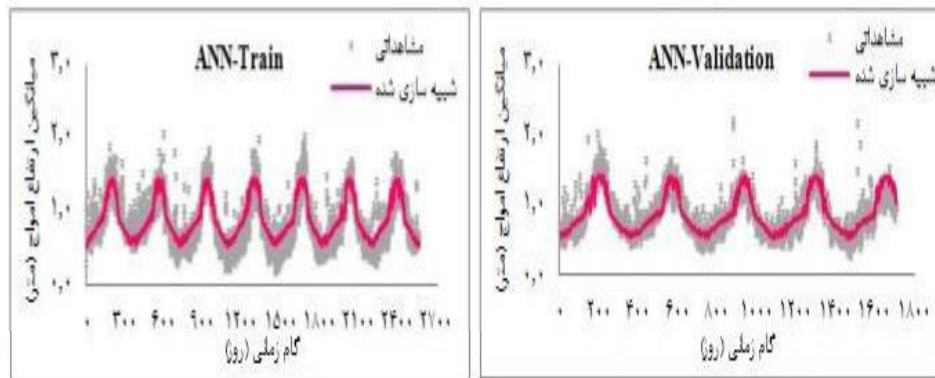 ANN-Train
مشاهداتی
شبیه سازی شده
میانگین ارتفاع امواج (متر)
۳,۰
۲,۰
۱,۰
۰,۰
۰ ۳۰۰ ۶۰۰ ۹۰۰ ۱۲۰۰ ۱۵۰۰ ۱۸۰۰ ۲۱۰۰ ۲۴۰۰ ۲۷۰۰
گام زمانی (روز)
ANN-Validation
مشاهداتی
شبیه سازی شده
میانگین ارتفاع امواج (متر)
۳,۰
۲,۰
۱,۰
۰,۰
۰ ۲۰۰ ۴۰۰ ۶۰۰ ۸۰۰ ۱۰۰۰ ۱۲۰۰ ۱۴۰۰ ۱۶۰۰ ۱۸۰۰
گام زمانی (روز)